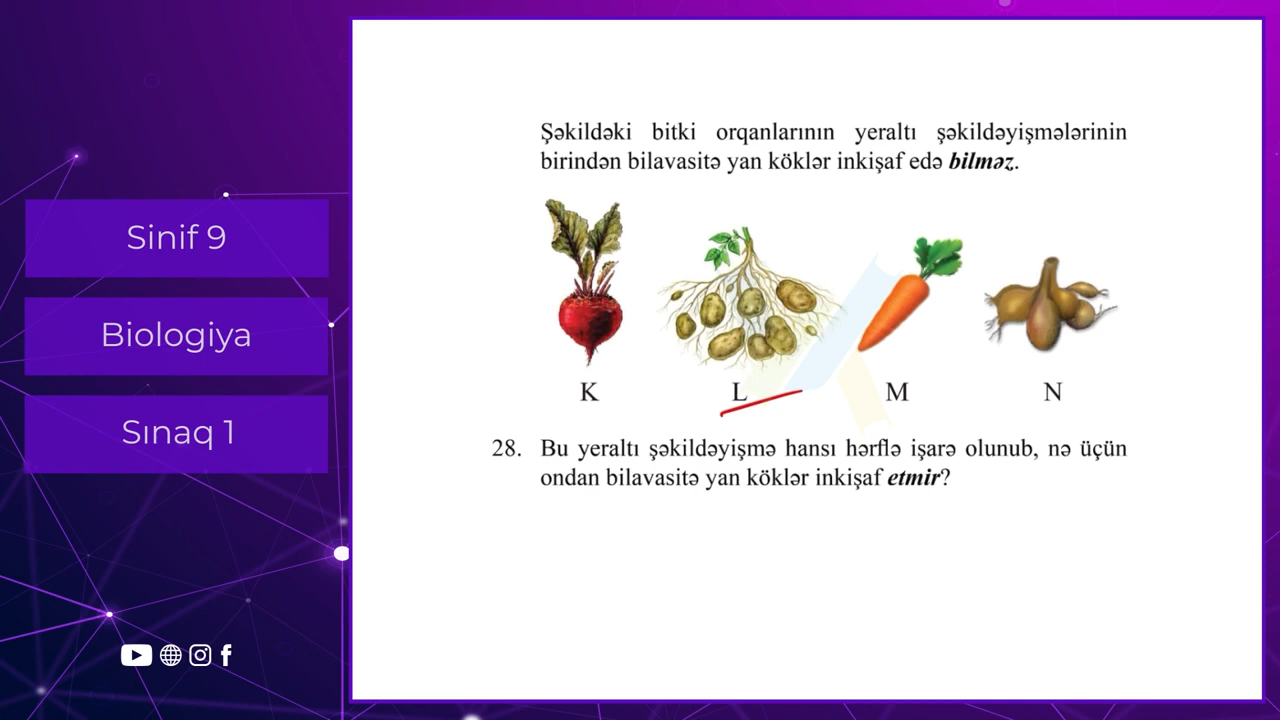 Sinif 9
Biologiya
Sınaq 1
Şəkildəki bitki orqanlarının yeraltı şəkildəyişmələrinin
birindən bilavasitə yan köklər inkişaf edə bilməz.
K L M N
28. Bu yeraltı şəkildəyişmə hansı hərflə işarə olunub, nə üçün
ondan bilavasitə yan köklər inkişaf etmir?